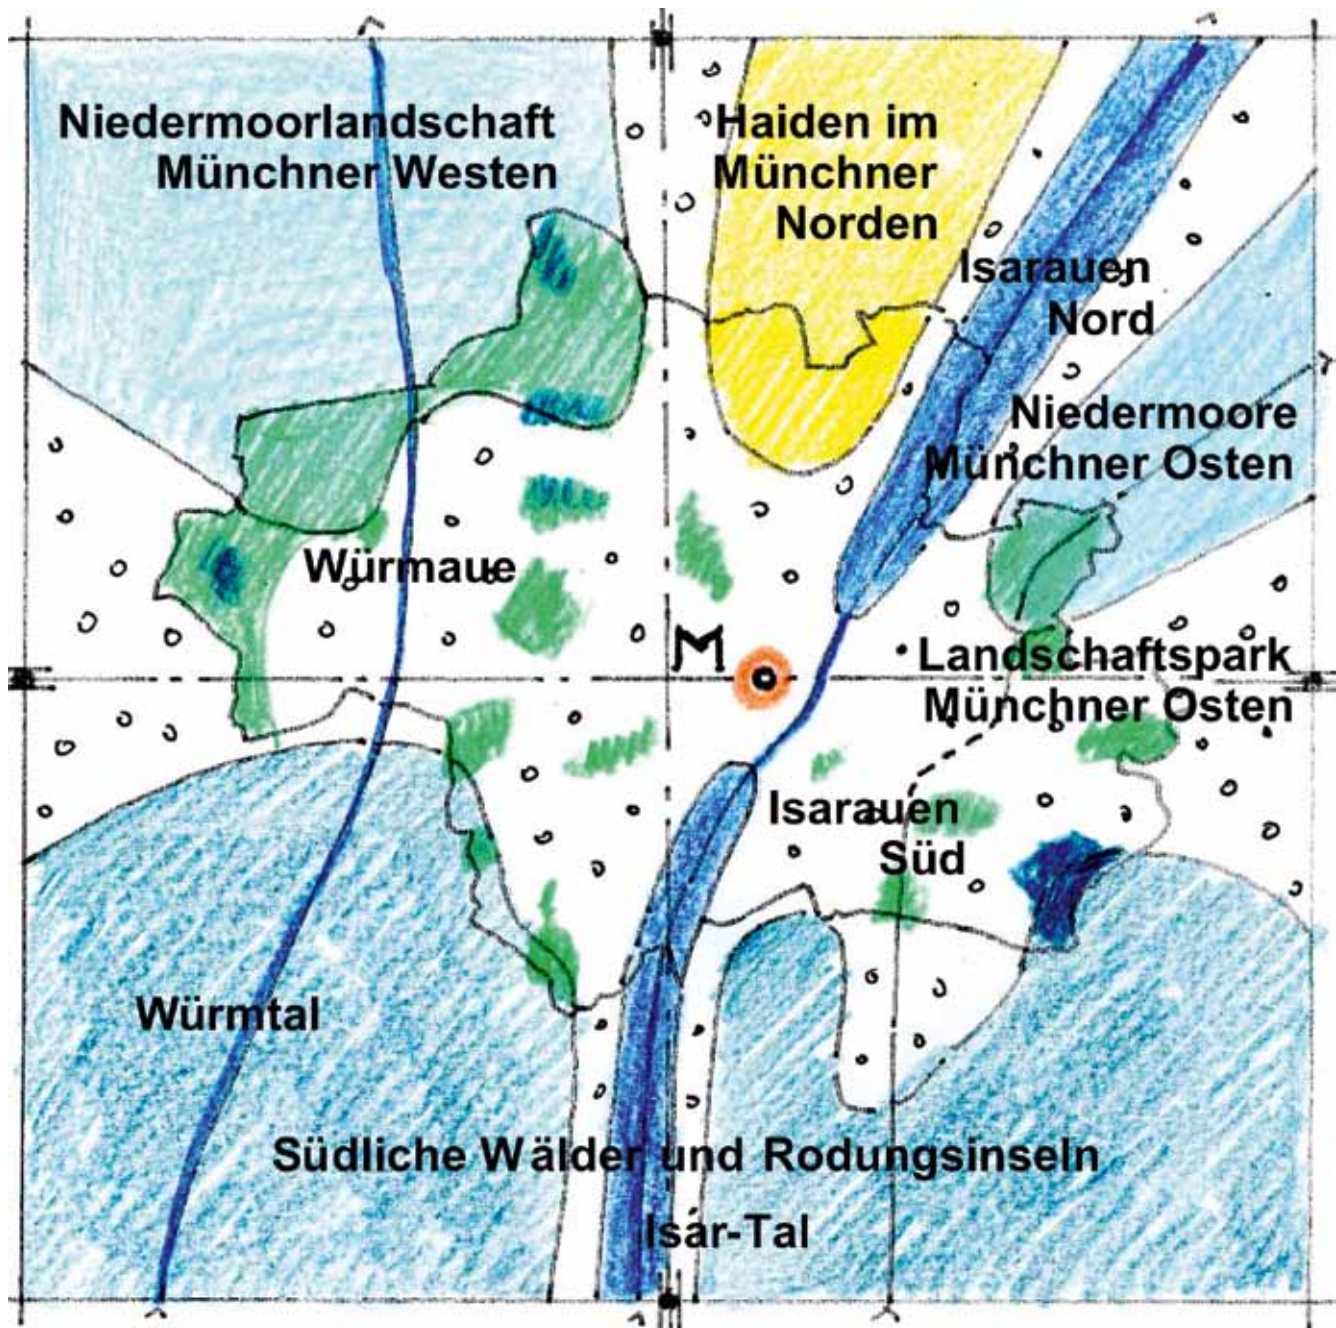 Niedermoorlandschaft
Münchner Westen
Haiden im
Münchner
Norden
Isarauen
Nord
Niedermoore
Münchner Osten
Würmaue
M
Landschaftspark
Münchner Osten
Isarauen
Süd
Würmtal
Südliche Wälder und Rodungsinseln
Isar-Tal